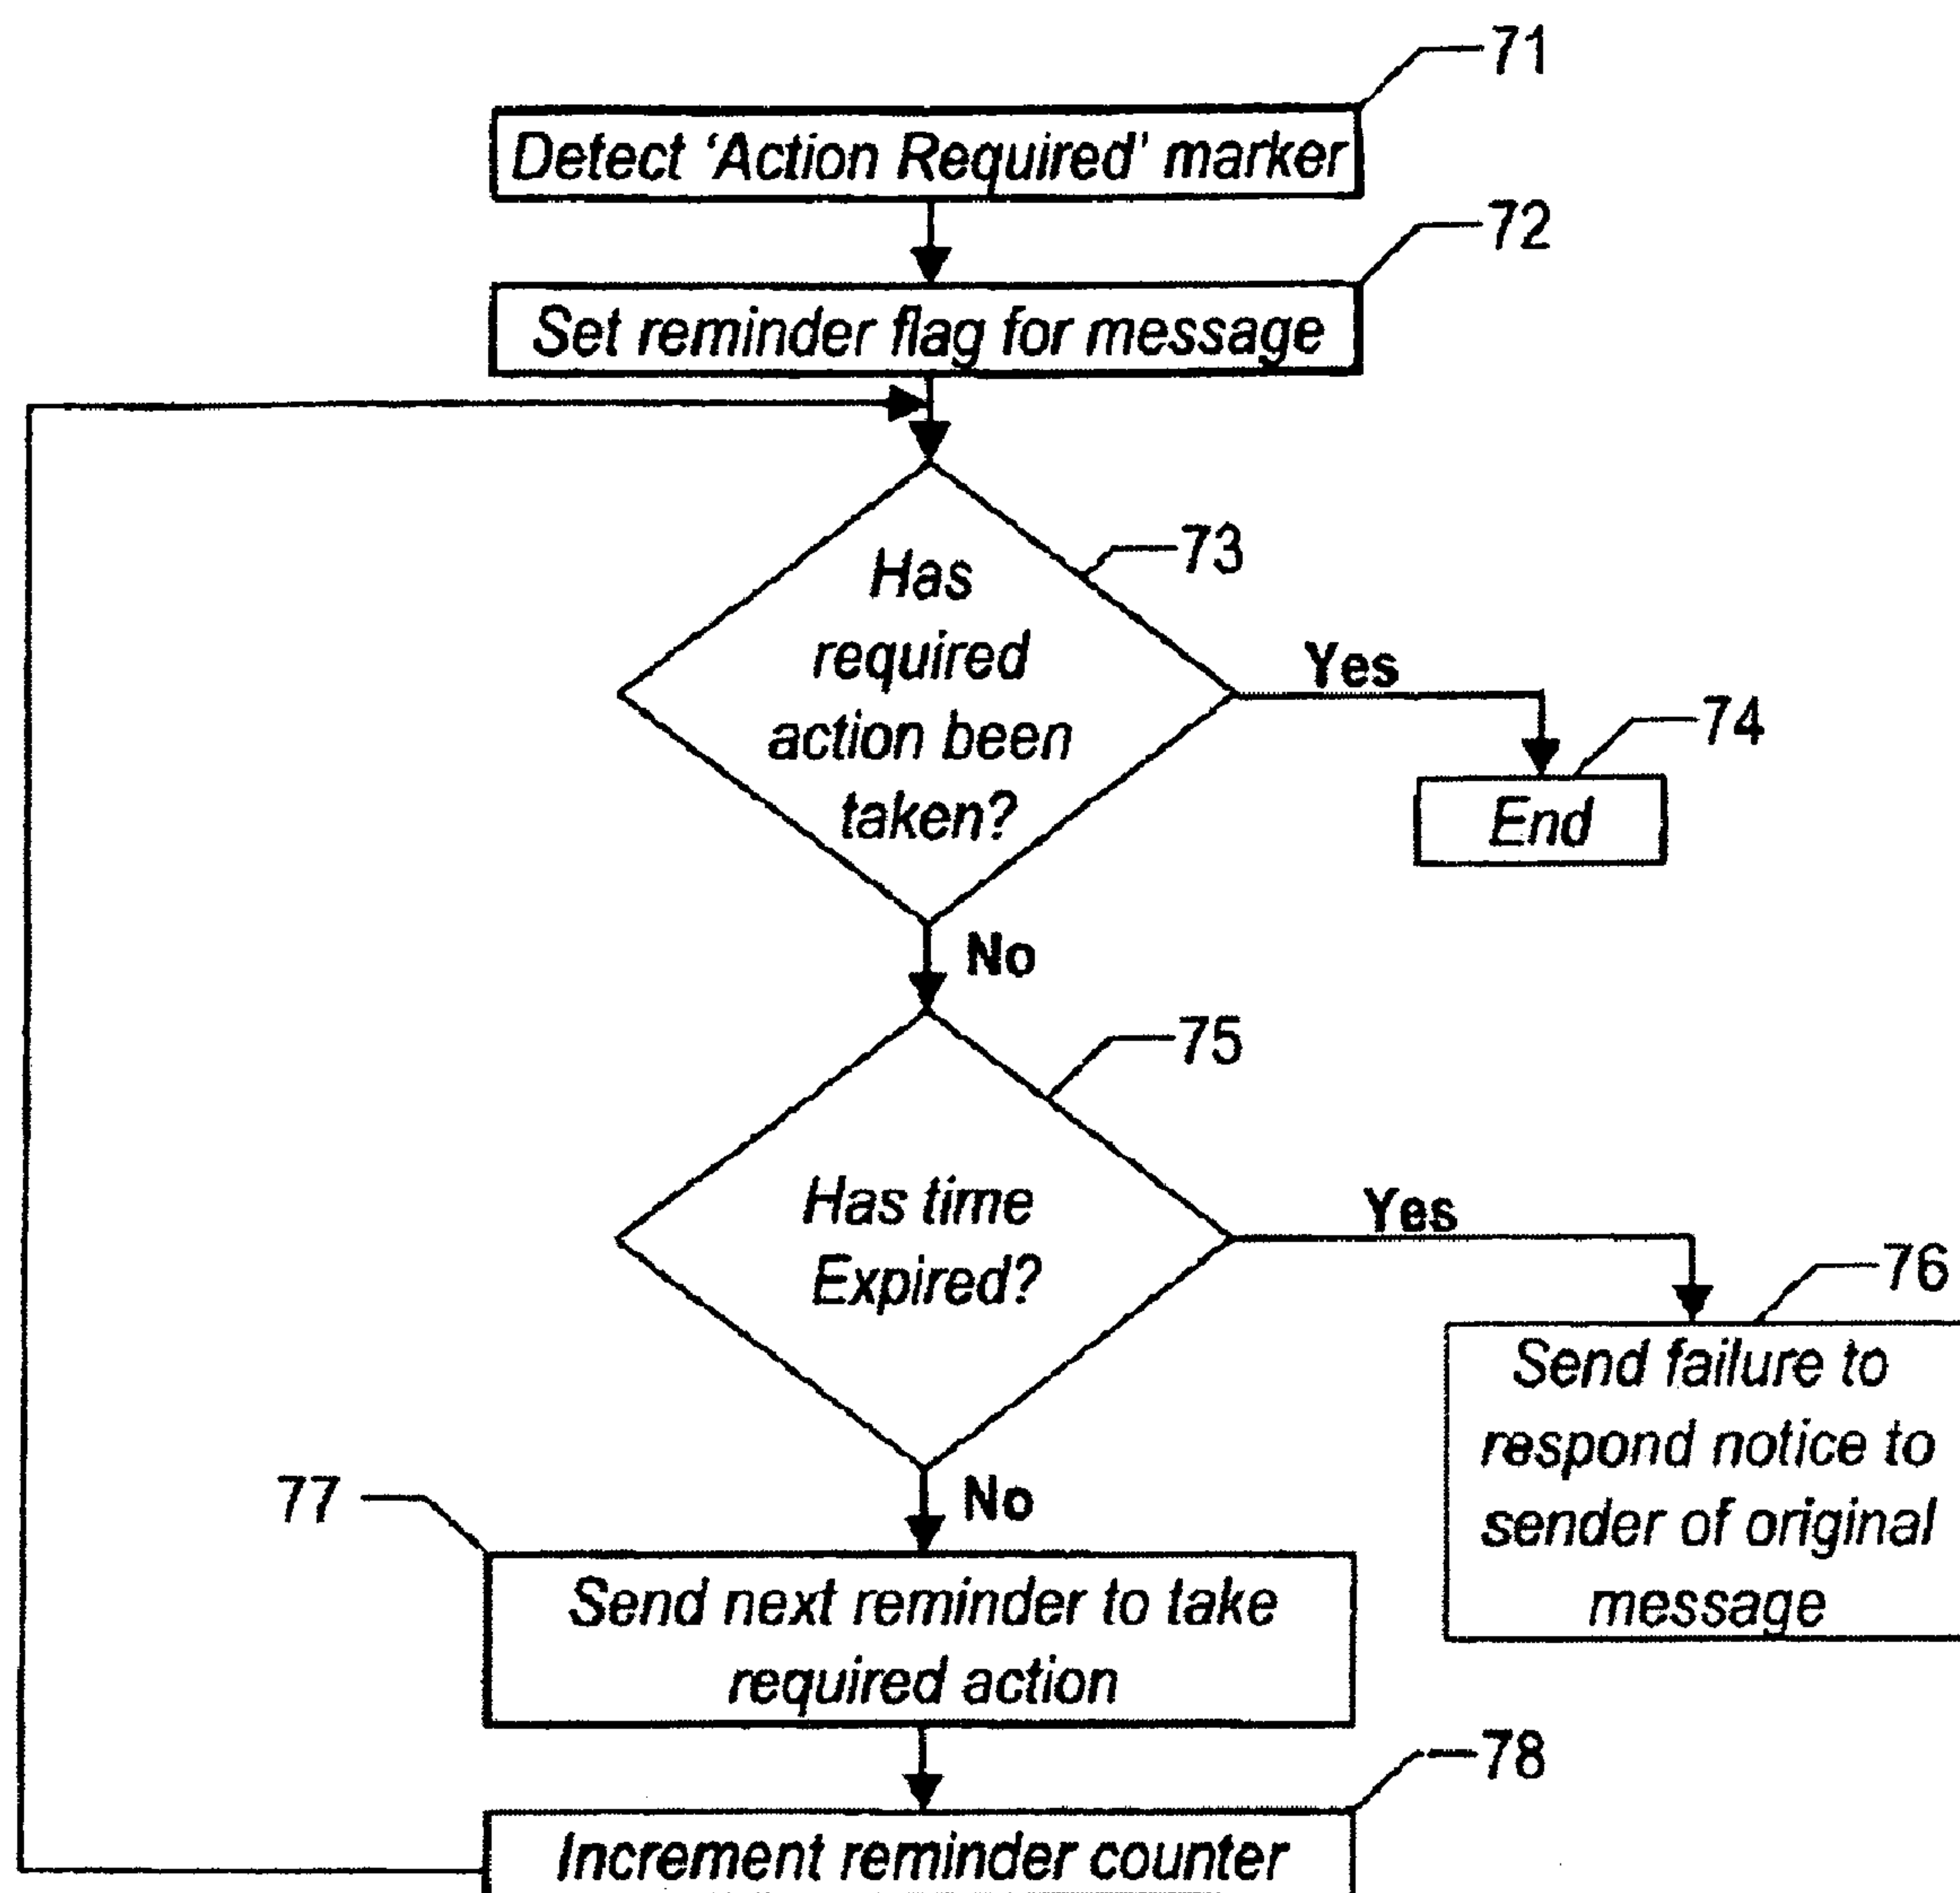 71
Detect 'Action Required' marker
72
Set reminder flag for message
73
Has
required
action been
taken?
Yes
74
End
No
75
Has time
Expired?
Yes
76
Send failure to
respond notice to
sender of original
message
77
No
Send next reminder to take
required action
78
Increment reminder counter